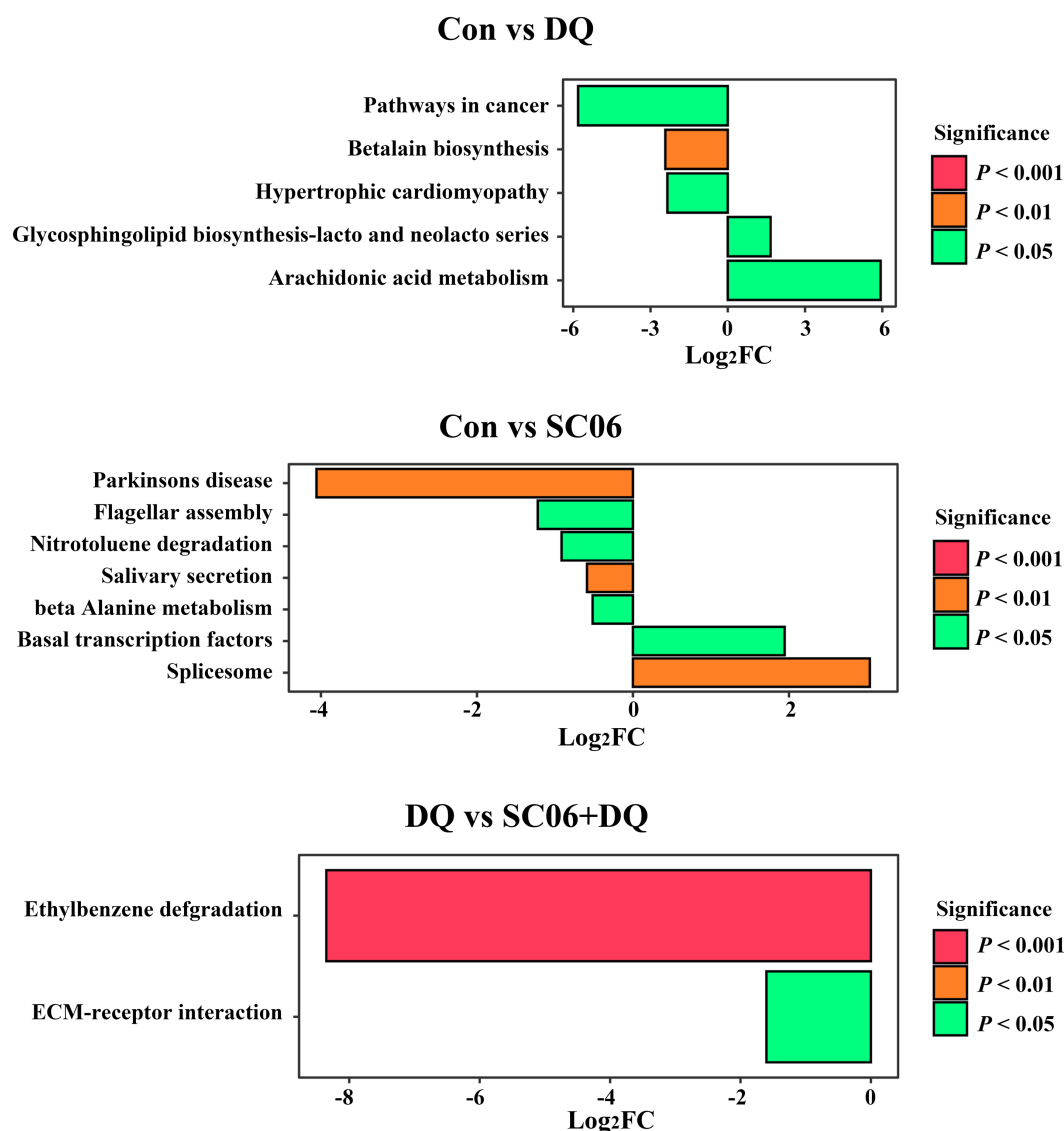 Con vs DQ
Pathways in cancer
Betalain biosynthesis
Hypertrophic cardiomyopathy
Glycosphingolipid biosynthesis-lacto and neolacto series
Arachidonic acid metabolism
-6 -3 0 3 6
Log2FC
Significance
P < 0.001
P < 0.01
P < 0.05
Con vs SC06
Parkinsons disease
Flagellar assembly
Nitrotoluene degradation
Salivary secretion
beta Alanine metabolism
Basal transcription factors
Splicesome
-4 -2 0 2
Log2FC
Significance
P < 0.001
P < 0.01
P < 0.05
DQ vs SC06+DQ
Ethylbenzene defgradation
ECM-receptor interaction
-8 -6 -4 -2 0
Log2FC
Significance
P < 0.001
P < 0.01
P < 0.05